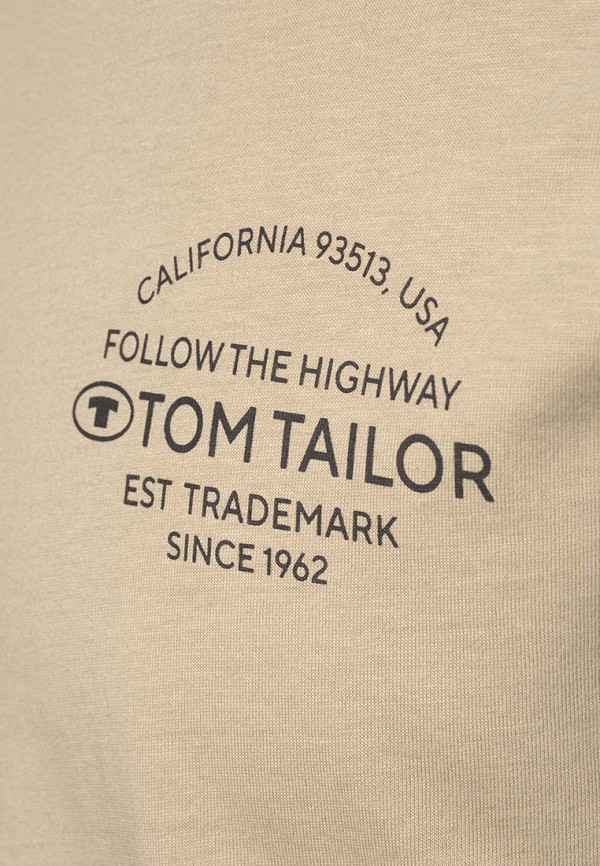 CALIFORNIA 93513, USA
FOLLOW THE HIGHWAY
T TOM TAILOR
EST TRADEMARK
SINCE 1962